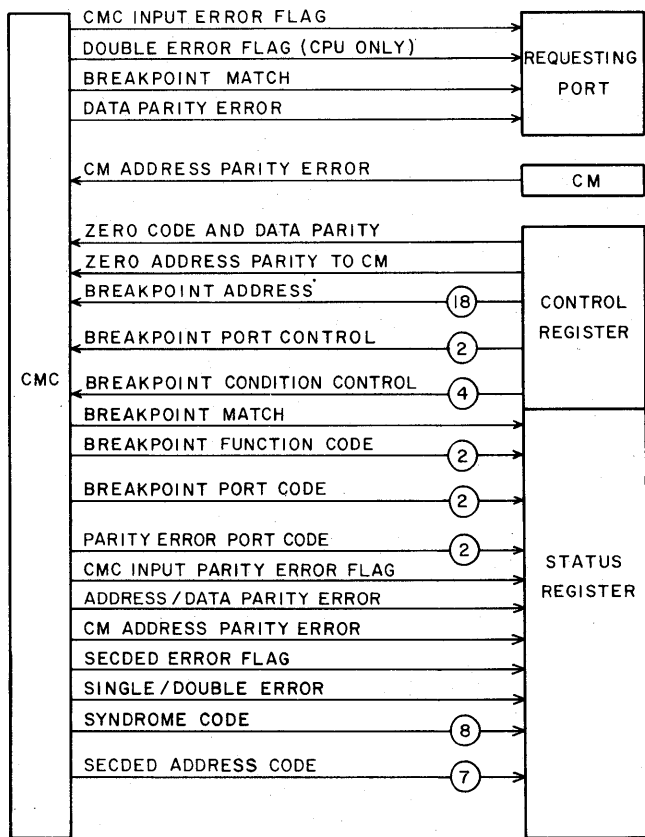 CMC INPUT ERROR FLAG
DOUBLE ERROR FLAG (CPU ONLY)
BREAKPOINT MATCH
DATA PARITY ERROR
REQUESTING
PORT
CM ADDRESS PARITY ERROR
CM
ZERO CODE AND DATA PARITY
ZERO ADDRESS PARITY TO CM
BREAKPOINT ADDRESS
18
BREAKPOINT PORT CONTROL
2
BREAKPOINT CONDITION CONTROL
4
CONTROL
REGISTER
CMC
BREAKPOINT MATCH
BREAKPOINT FUNCTION CODE
2
BREAKPOINT PORT CODE
2
PARITY ERROR PORT CODE
2
CMC INPUT PARITY ERROR FLAG
ADDRESS/DATA PARITY ERROR
CM ADDRESS PARITY ERROR
SECDED ERROR FLAG
SINGLE/DOUBLE ERROR
SYNDROME CODE
8
SECDED ADDRESS CODE
7
STATUS
REGISTER